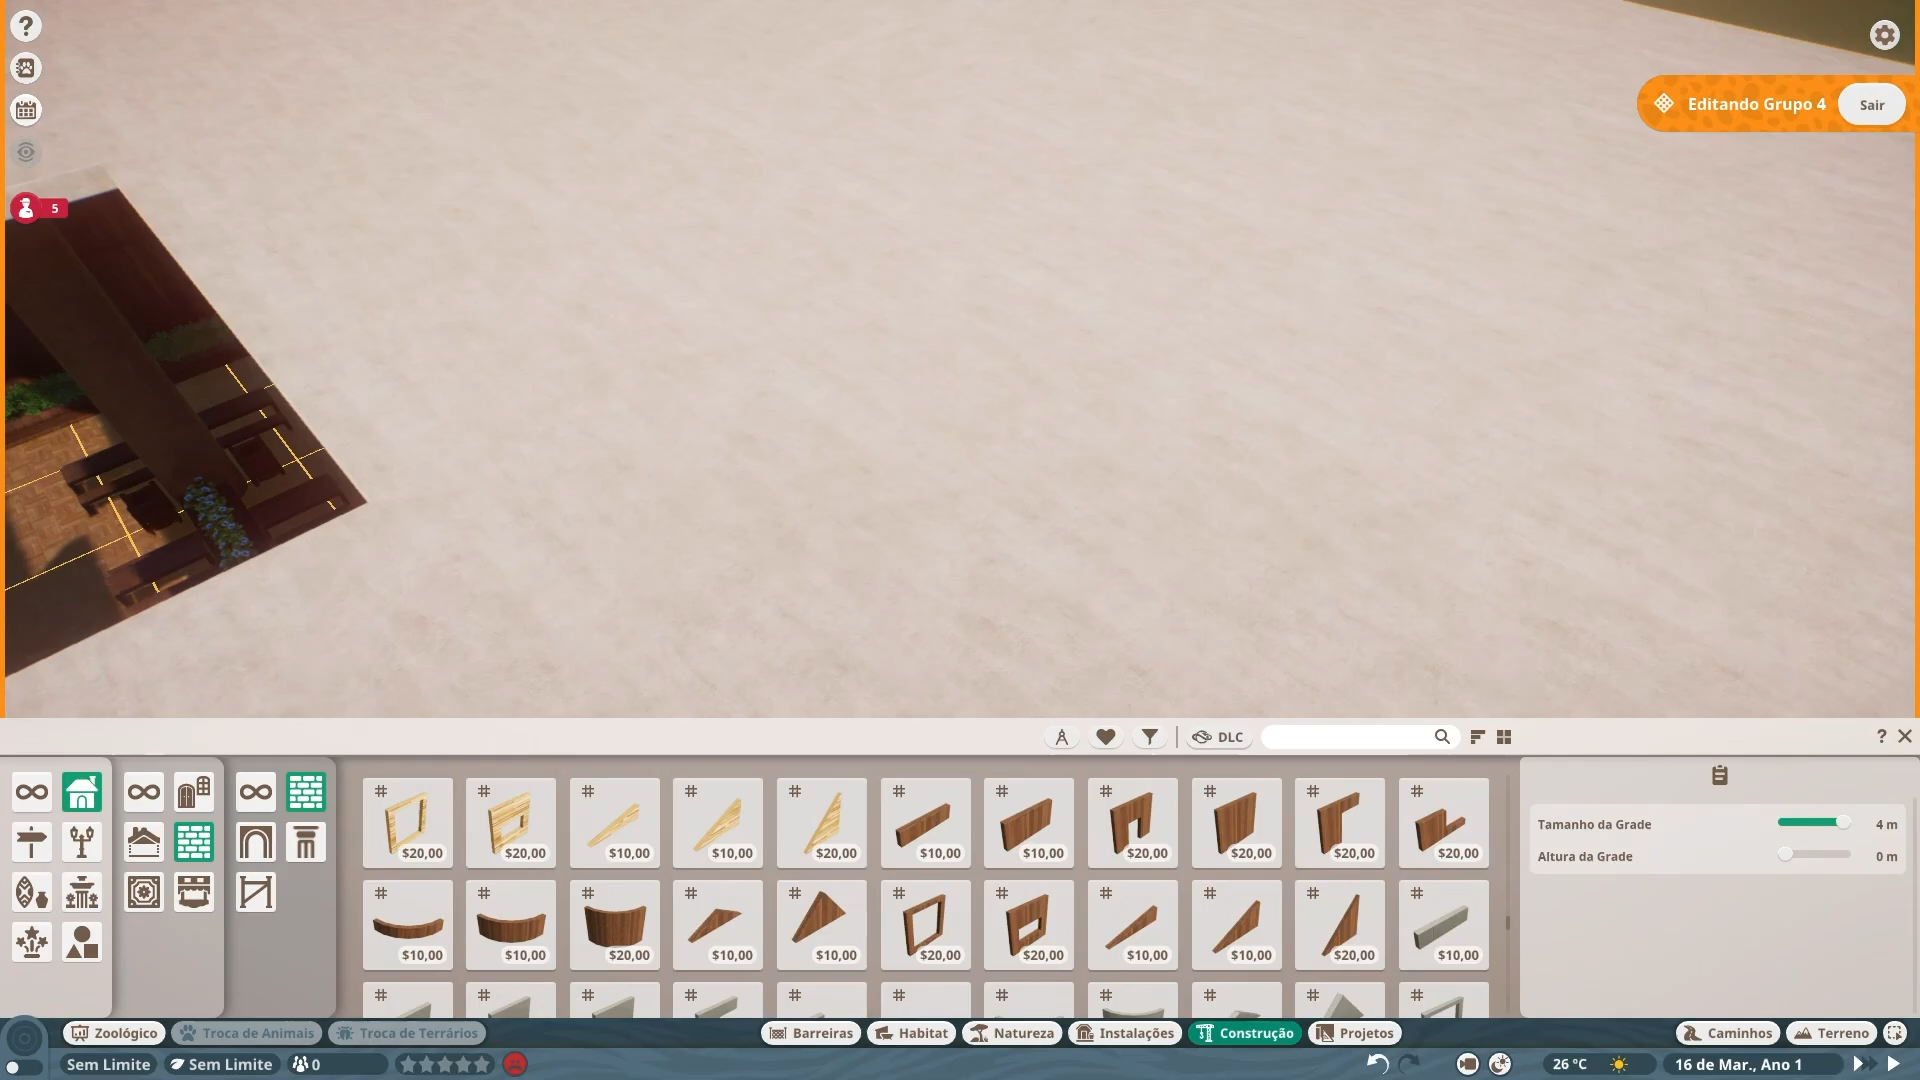 ?
Editando Grupo 4
Sair
5
DLC
?
$20,00 $20,00 $10,00 $10,00 $20,00 $10,00 $10,00 $20,00 $20,00 $20,00 $20,00
$10,00 $10,00 $20,00 $10,00 $10,00 $20,00 $20,00 $10,00 $10,00 $20,00 $10,00
Tamanho da Grade 4 m
Altura da Grade 0 m
Zoológico Troca de Animais Troca de Terrários Barreiras Habitat Natureza Instalações Construção Projetos Caminhos Terreno
Sem Limite Sem Limite 0 26 °C 16 de Mar., Ano 1